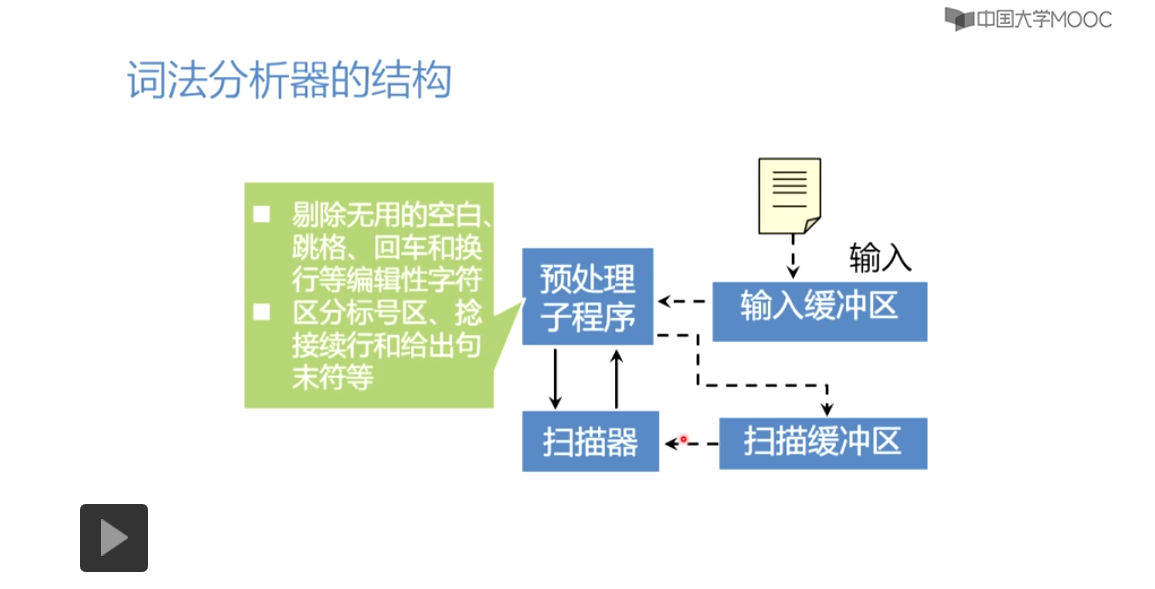 中国大学MOOC
词法分析器的结构
剔除无用的空白、
跳格、回车和换
行等编辑性字符
区分标号区、捻
接续行和给出句
末符等
预处理
子程序
输入
输入缓冲区
扫描器
扫描缓冲区